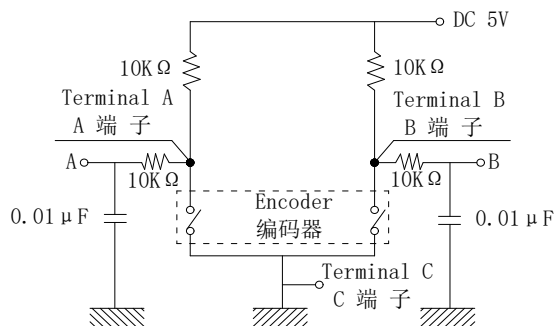 DC 5V
10KΩ
10KΩ
Terminal A
A 端 子
Terminal B
B 端 子
A
B
10KΩ
10KΩ
0.01μF
Encoder
编码器
0.01μF
Terminal C
C 端 子